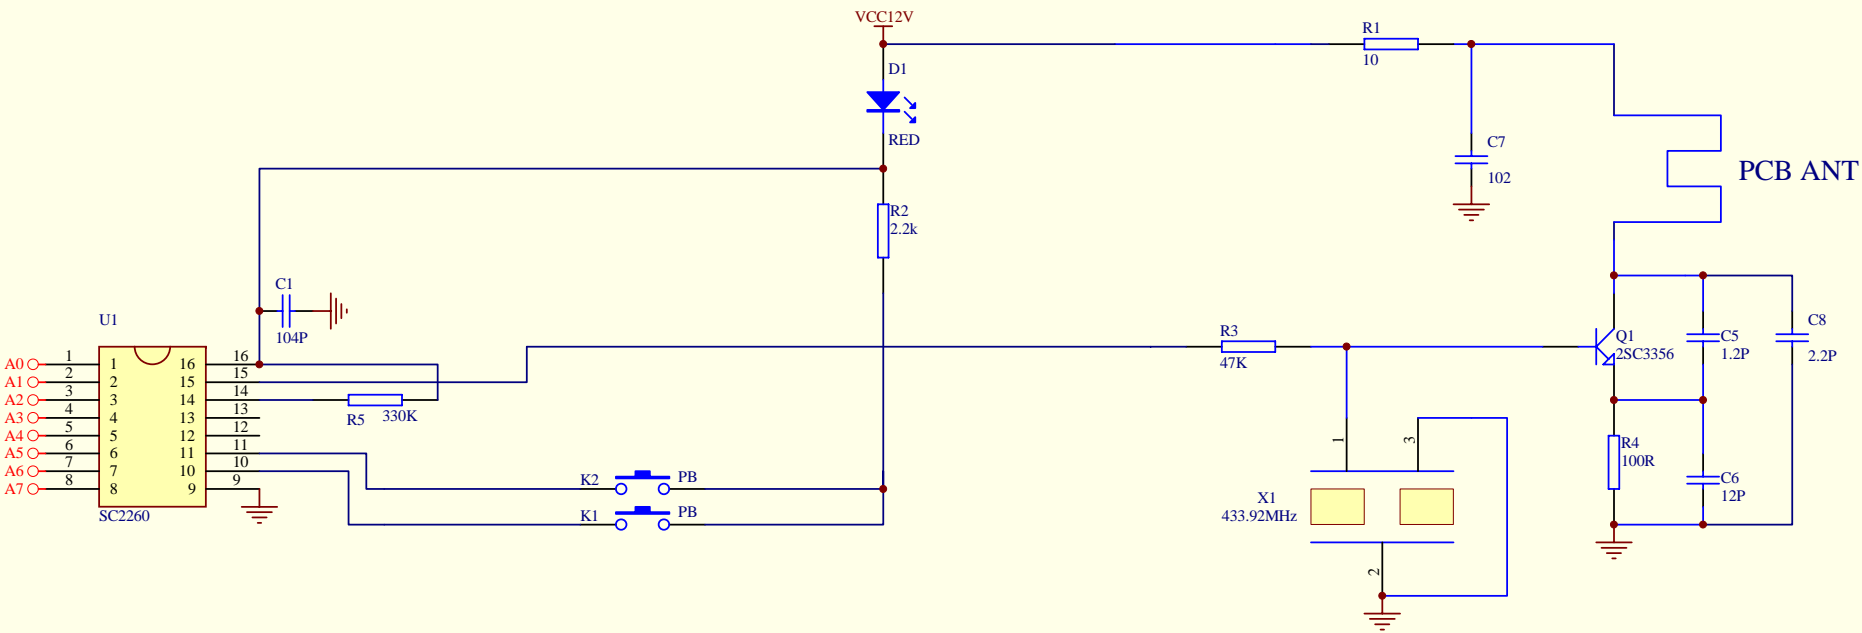 VCC12V
R1
10
D1
RED
C7
102
PCB ANT
R2
2.2k
C1
104P
U1
A0 1 1 16 16
A1 2 2 15 15
A2 3 3 14 14
A3 4 4 13 13
A4 5 5 12 12
A5 6 6 11 11
A6 7 7 10 10
A7 8 8 9 9
SC2260
R5 330K
K2 PB
K1 PB
R3
47K
1
3
X1
433.92MHz
2
Q1
2SC3356
C5
1.2P
C8
2.2P
R4
100R
C6
12P